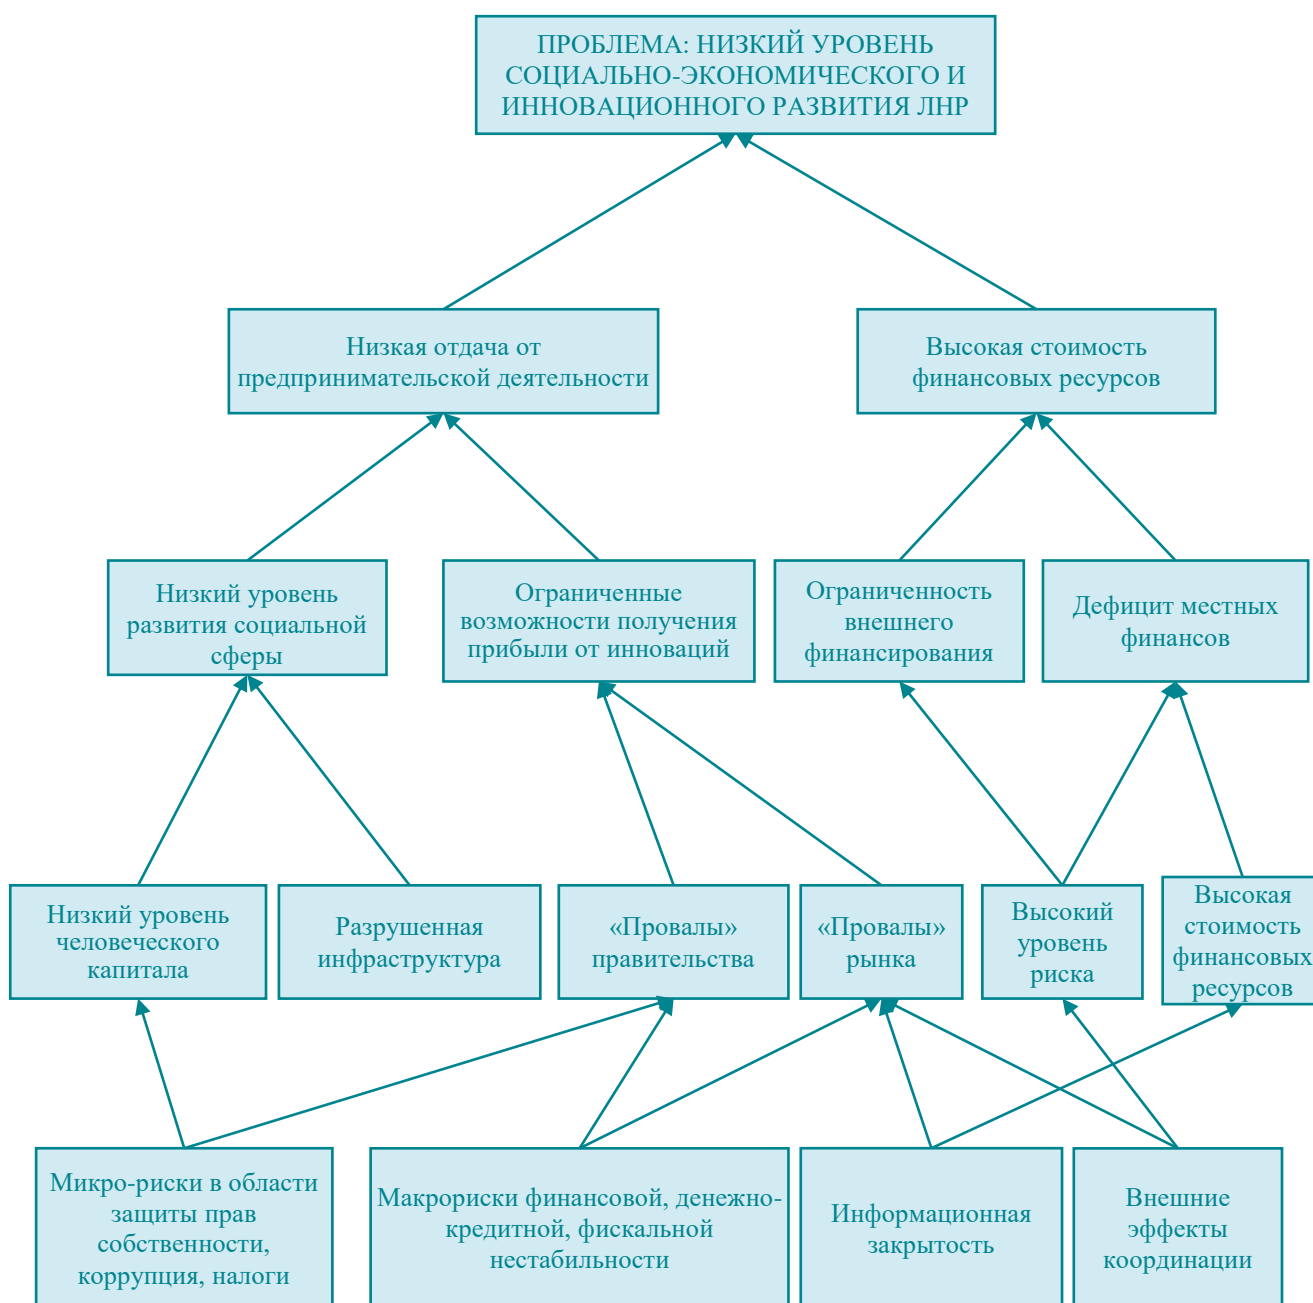 ПРОБЛЕМА: НИЗКИЙ УРОВЕНЬ
СОЦИАЛЬНО-ЭКОНОМИЧЕСКОГО И
ИННОВАЦИОННОГО РАЗВИТИЯ ЛНР
Низкая отдача от
предпринимательской деятельности
Высокая стоимость
финансовых ресурсов
Низкий уровень
развития социальной
сферы
Ограниченные
возможности получения
прибыли от инноваций
Ограниченность
внешнего
финансирования
Дефицит местных
финансов
Низкий уровень
человеческого
капитала
Разрушенная
инфраструктура
«Провалы»
правительства
«Провалы»
рынка
Высокий
уровень
риска
Высокая
стоимость
финансовых
ресурсов
Микро-риски в области
защиты прав
собственности,
коррупция, налоги
Макрориски финансовой, денежно-
кредитной, фискальной
нестабильности
Информационная
закрытость
Внешние
эффекты
координации